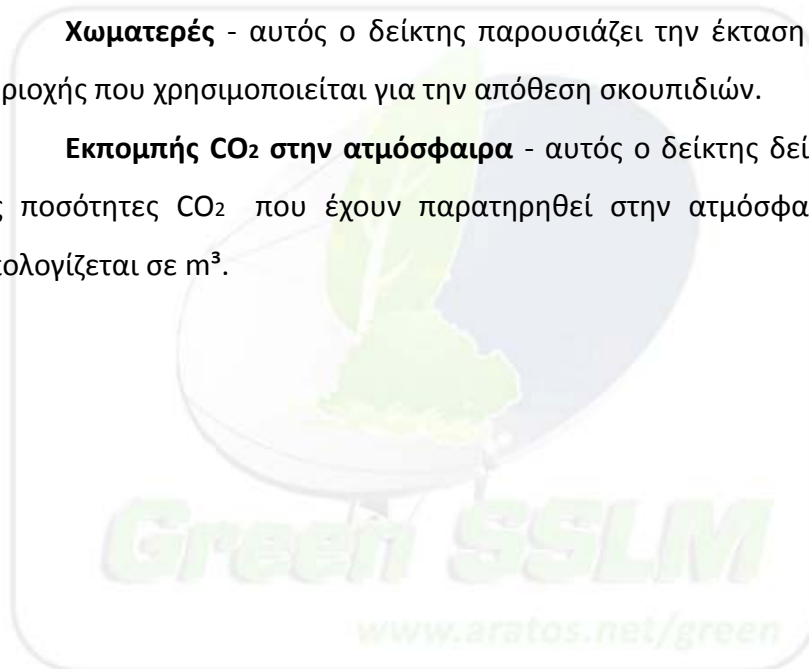 Χωματερές - αυτός ο δείκτης παρουσιάζει την έκταση
ριοχής που χρησιμοποιείται για την απόθεση σκουπιδιών.
Εκπομπής CO₂ στην ατμόσφαιρα - αυτός ο δείκτης δεί
ς ποσότητες CO₂ που έχουν παρατηρηθεί στην ατμόσφα
τολογίζεται σε m³.
Green SSLM
www.aratos.net/green